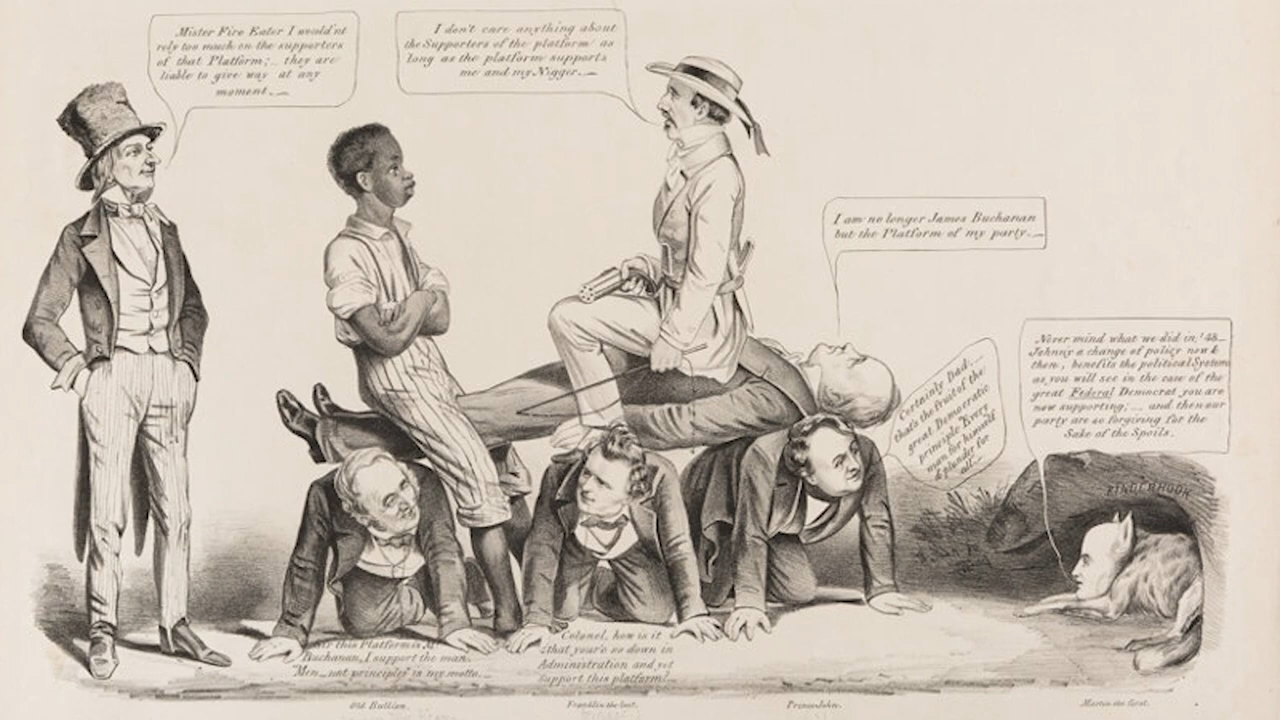 Mister Fire Eater I would'nt
rely too much on the supporters
of that Platform; they are
liable to give way at any
moment.
I don't care anything about
the Supporters of the platform as
long as the platform supports
me and my Nigger.
I am no longer James Buchanan
but the Platform of my party.
Certainly Dad:
that's the fruit of the
great Democratic
principle "Every
man for himself
& plunder for
all"
Never mind what we did in '48
Johnny a change of policy now &
then, benefits the political System
as you will see in the case of the
great Federal Democrat you are
now supporting; and then our
party are so forgiving for the
Sake of the Spoils.
KINDERHOOK
Sir this Platform is Mr
Buchanan, I support the man.
"Men not principles" is my motto.
Colonel, how is it
that your's so down in
Administration and yet
Support this platform?
Old Bullion.
Franklin the last.
Prince John.
Martin the first.